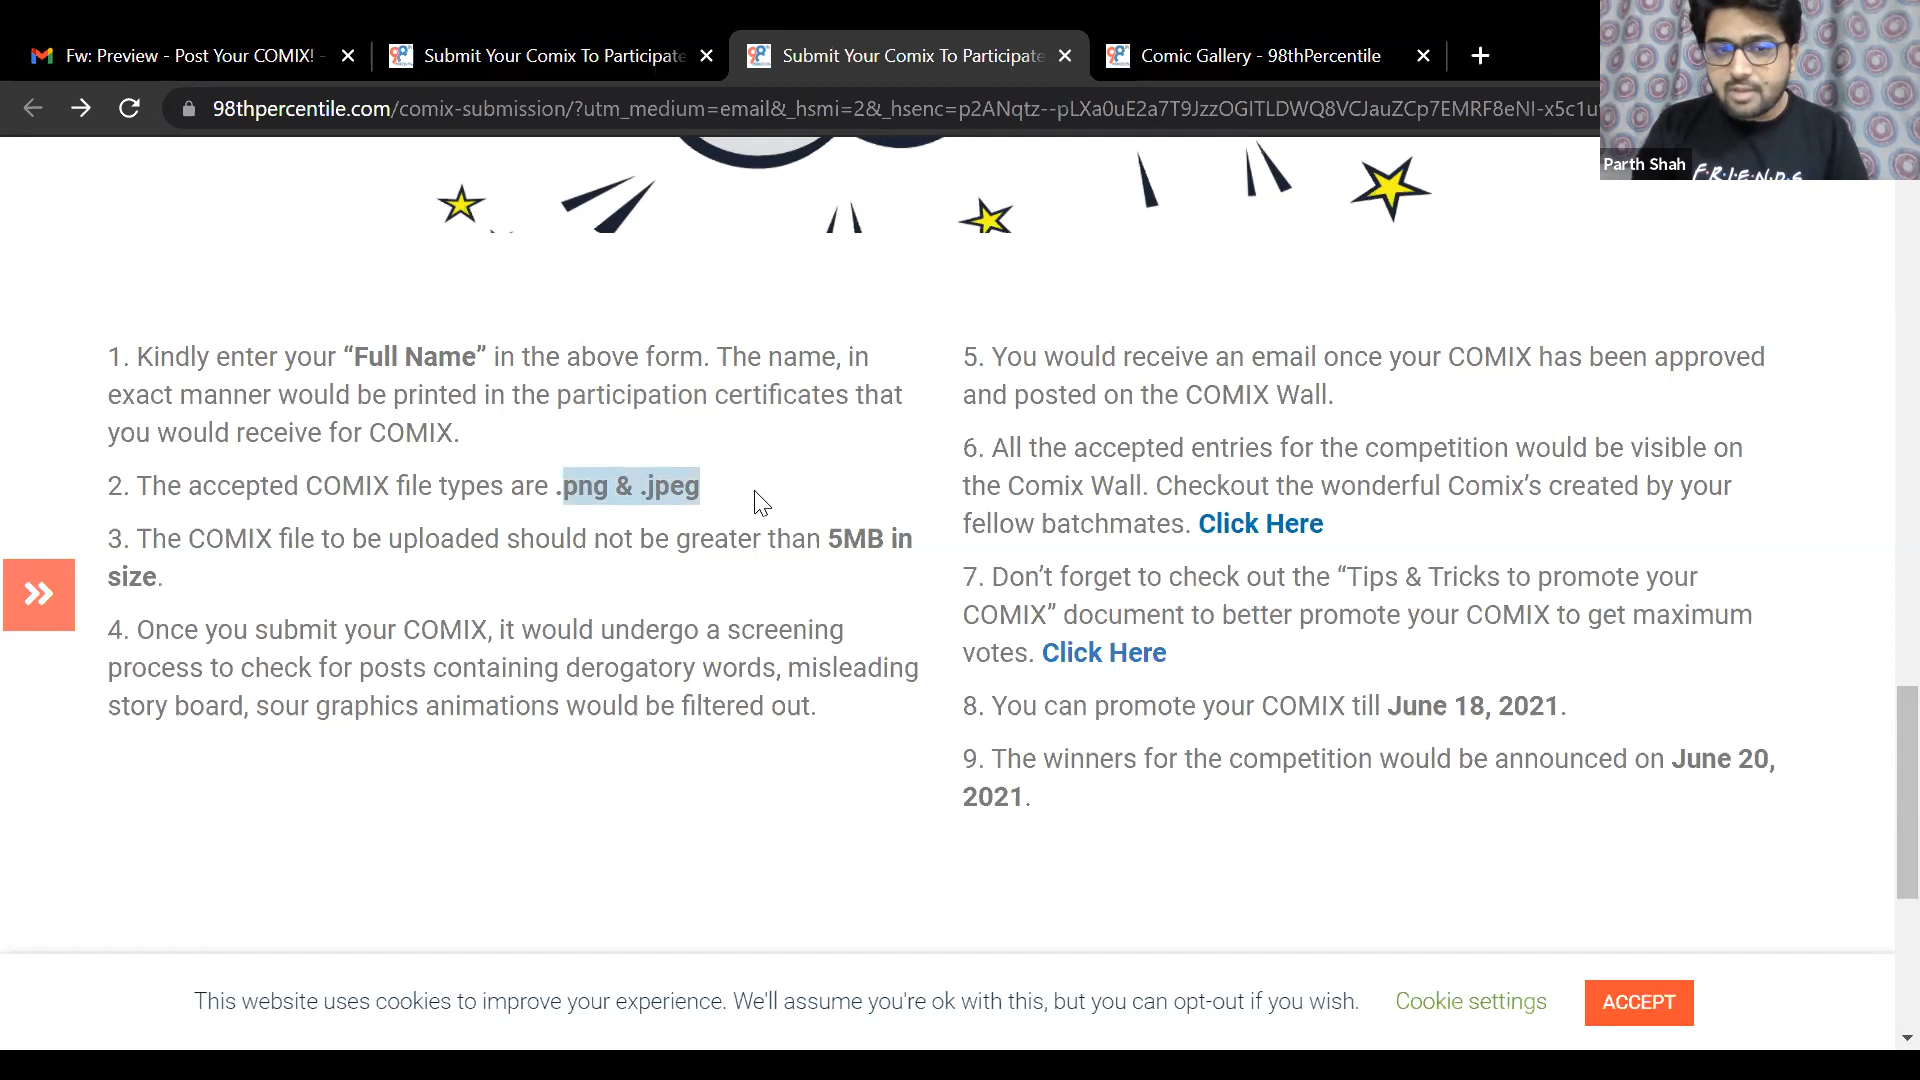 Fw: Preview - Post Your COMIX! -
Submit Your Comix To Participate
Submit Your Comix To Participate
Comic Gallery - 98thPercentile
98thpercentile.com/comix-submission/?utm_medium=email&_hsmi=2&_hsenc=p2ANqtz--pLXa0uE2a7T9JzzOGITLDWQ8VCJauZCp7EMRF8eNI-x5c1u
Parth Shah
F·R·I·E·N·D·S
1. Kindly enter your “Full Name” in the above form. The name, in
exact manner would be printed in the participation certificates that
you would receive for COMIX.
2. The accepted COMIX file types are .png & .jpeg
3. The COMIX file to be uploaded should not be greater than 5MB in
size.
4. Once you submit your COMIX, it would undergo a screening
process to check for posts containing derogatory words, misleading
story board, sour graphics animations would be filtered out.
5. You would receive an email once your COMIX has been approved
and posted on the COMIX Wall.
6. All the accepted entries for the competition would be visible on
the Comix Wall. Checkout the wonderful Comix’s created by your
fellow batchmates. Click Here
7. Don’t forget to check out the “Tips & Tricks to promote your
COMIX” document to better promote your COMIX to get maximum
votes. Click Here
8. You can promote your COMIX till June 18, 2021.
9. The winners for the competition would be announced on June 20,
2021.
This website uses cookies to improve your experience. We'll assume you're ok with this, but you can opt-out if you wish.
Cookie settings
ACCEPT